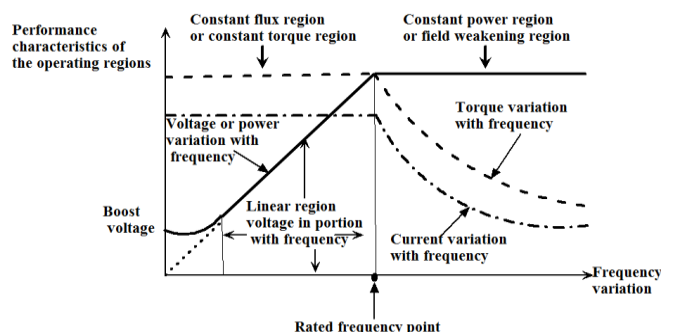 Performance
characteristics of
the operating regions
Constant flux region
or constant torque region
Constant power region
or field weakening region
Voltage or power
variation with
frequency
Torque variation
with frequency
Boost
voltage
Linear region
voltage in portion
with frequency
Current variation
with frequency
Frequency
variation
Rated frequency point